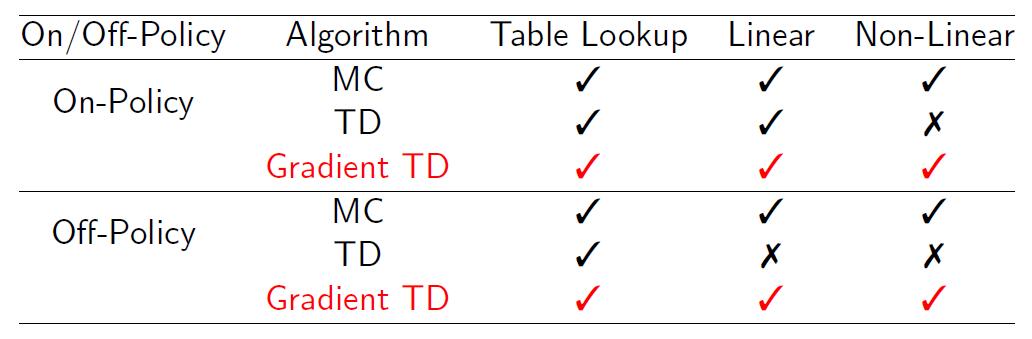 On/Off-Policy Algorithm Table Lookup Linear Non-Linear
On-Policy
MC ✓ ✓ ✓
TD ✓ ✓ ✗
Gradient TD ✓ ✓ ✓
Off-Policy
MC ✓ ✓ ✓
TD ✓ ✗ ✗
Gradient TD ✓ ✓ ✓